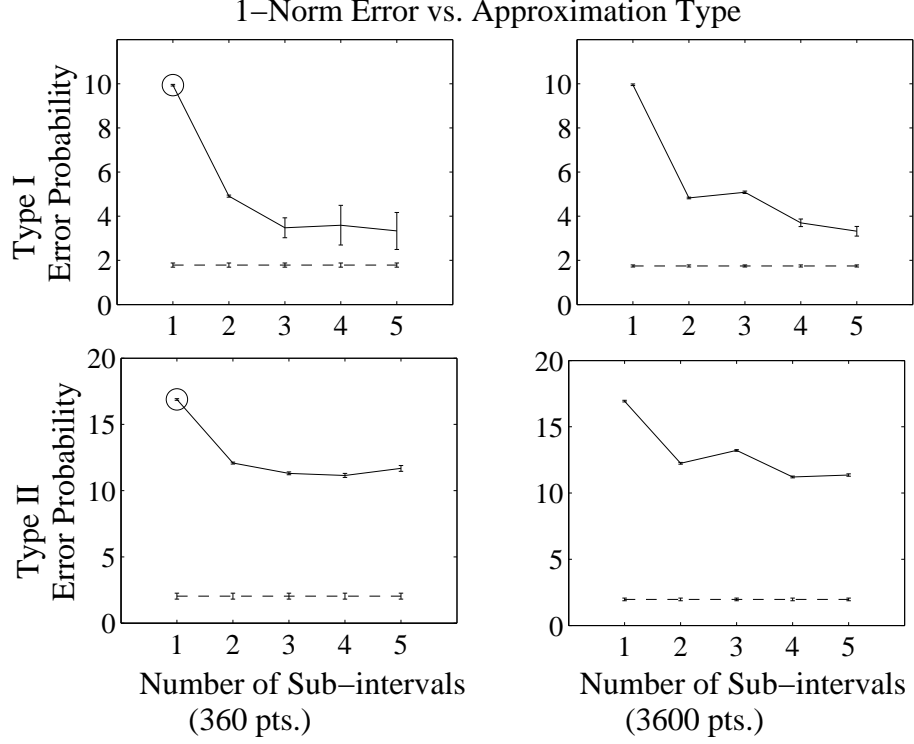 1−Norm Error vs. Approximation Type
Type I
Error Probability
10
8
6
4
2
0
1 2 3 4 5
10
8
6
4
2
0
1 2 3 4 5
Type II
Error Probability
20
15
10
5
0
1 2 3 4 5
Number of Sub−intervals
(360 pts.)
20
15
10
5
0
1 2 3 4 5
Number of Sub−intervals
(3600 pts.)